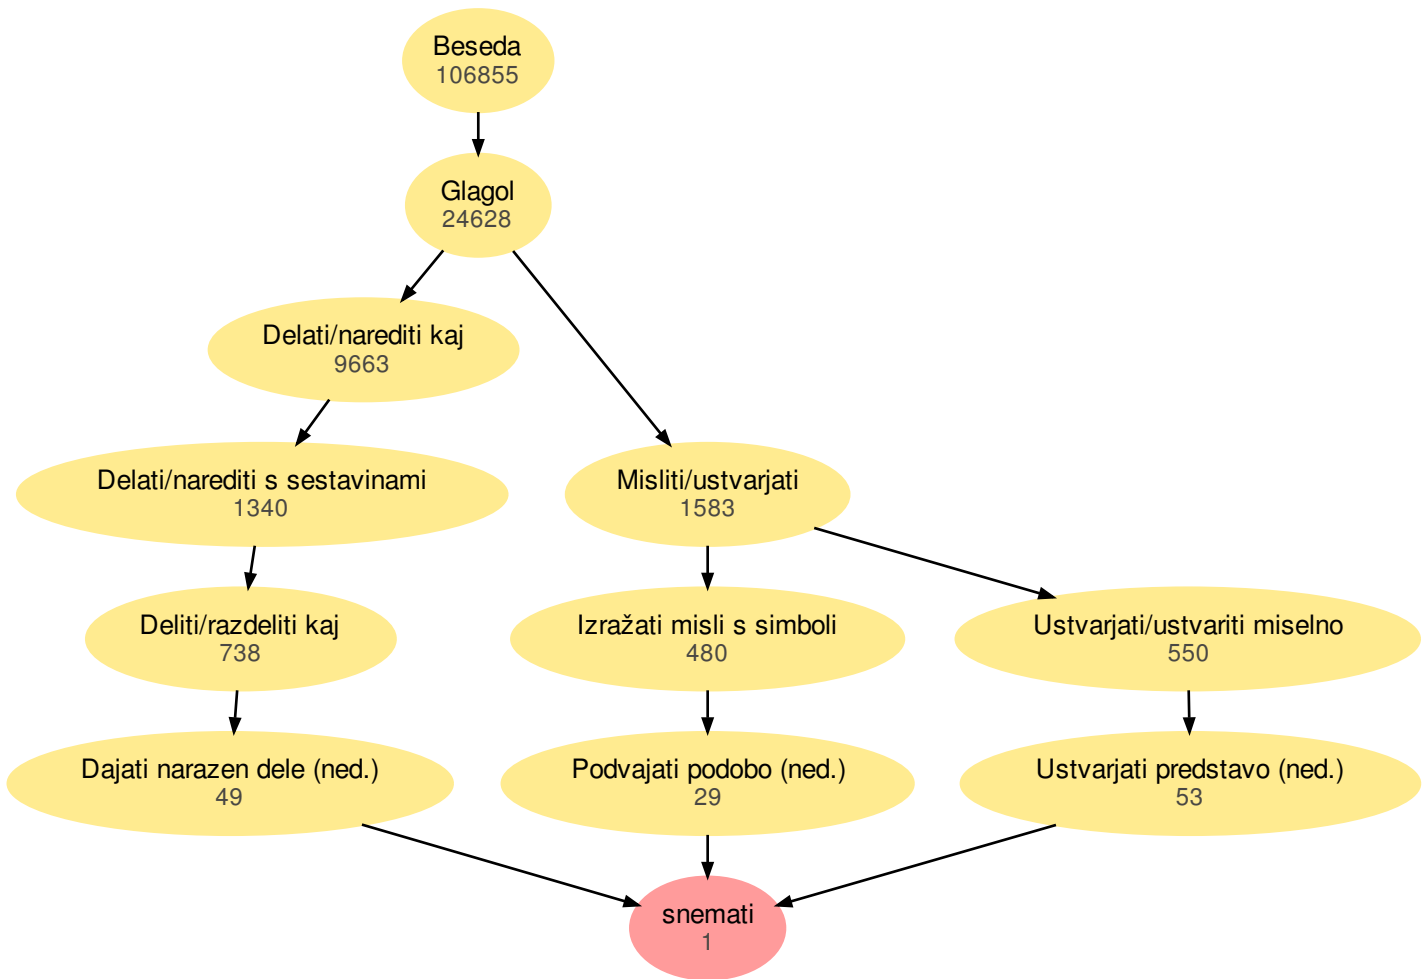 Beseda
106855
Glagol
24628
Delati/narediti kaj
9663
Delati/narediti s sestavinami
1340
Misliti/ustvarjati
1583
Deliti/razdeliti kaj
738
Izražati misli s simboli
480
Ustvarjati/ustvariti miselno
550
Dajati narazen dele (ned.)
49
Podvajati podobo (ned.)
29
Ustvarjati predstavo (ned.)
53
snemati
1